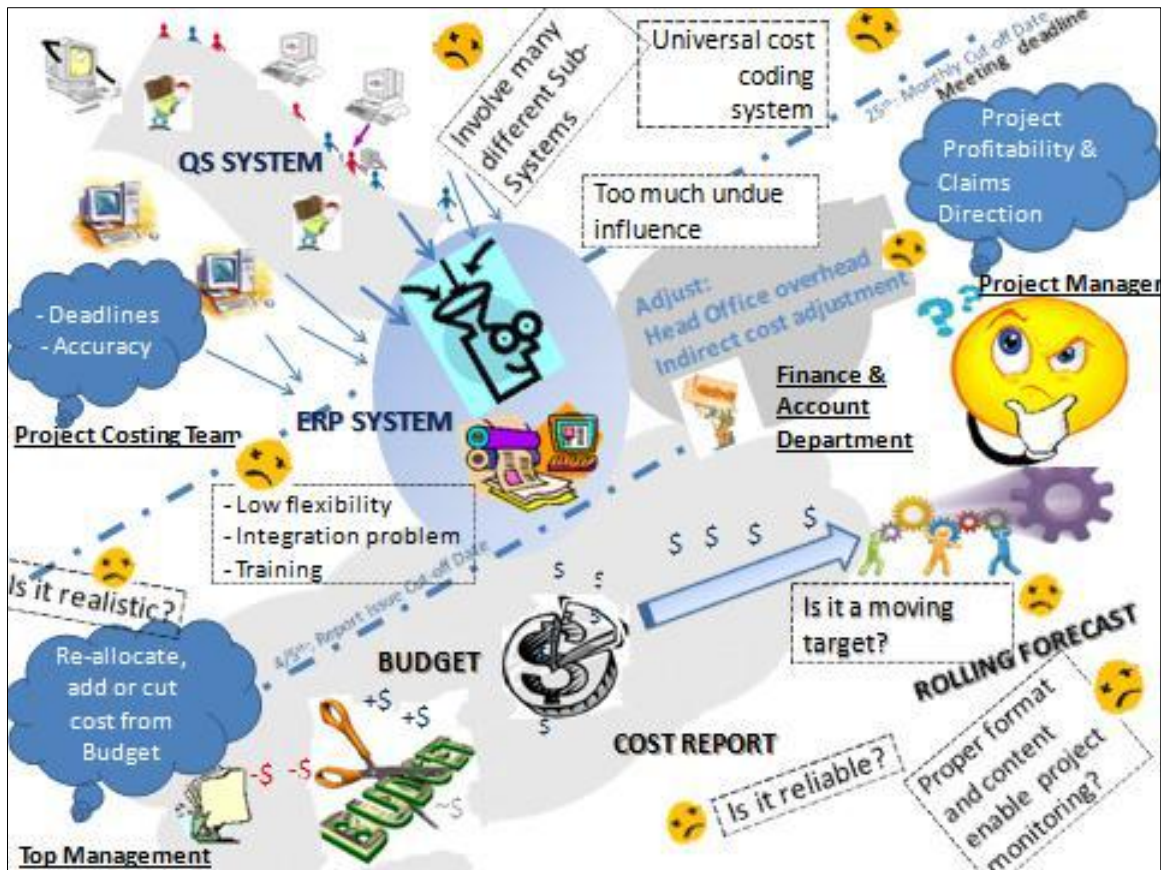 Involve many
different Sub-
Systems
Universal cost
coding
system
25th: Monthly Cut off Date
Meeting deadline
Project
Profitability &
Claims
Direction
QS SYSTEM
Too much undue
influence
Adjust:
Head Office overhead
Indirect cost adjustment
Project Manager
- Deadlines
- Accuracy
Finance &
Account
Department
Project Costing Team
ERP SYSTEM
- Low flexibility
- Integration problem
- Training
$ $ $ $
Is it realistic?
4/5th: Report Issue Cut-off Date
$ $
$
$
$
Is it a moving
target?
Re-allocate,
add or cut
cost from
Budget
BUDGET
ROLLING FORECAST
+$ +$
COST REPORT
-$ -$
BUDGET
~$
Is it reliable?
Proper format
and content
enable project
monitoring?
Top Management